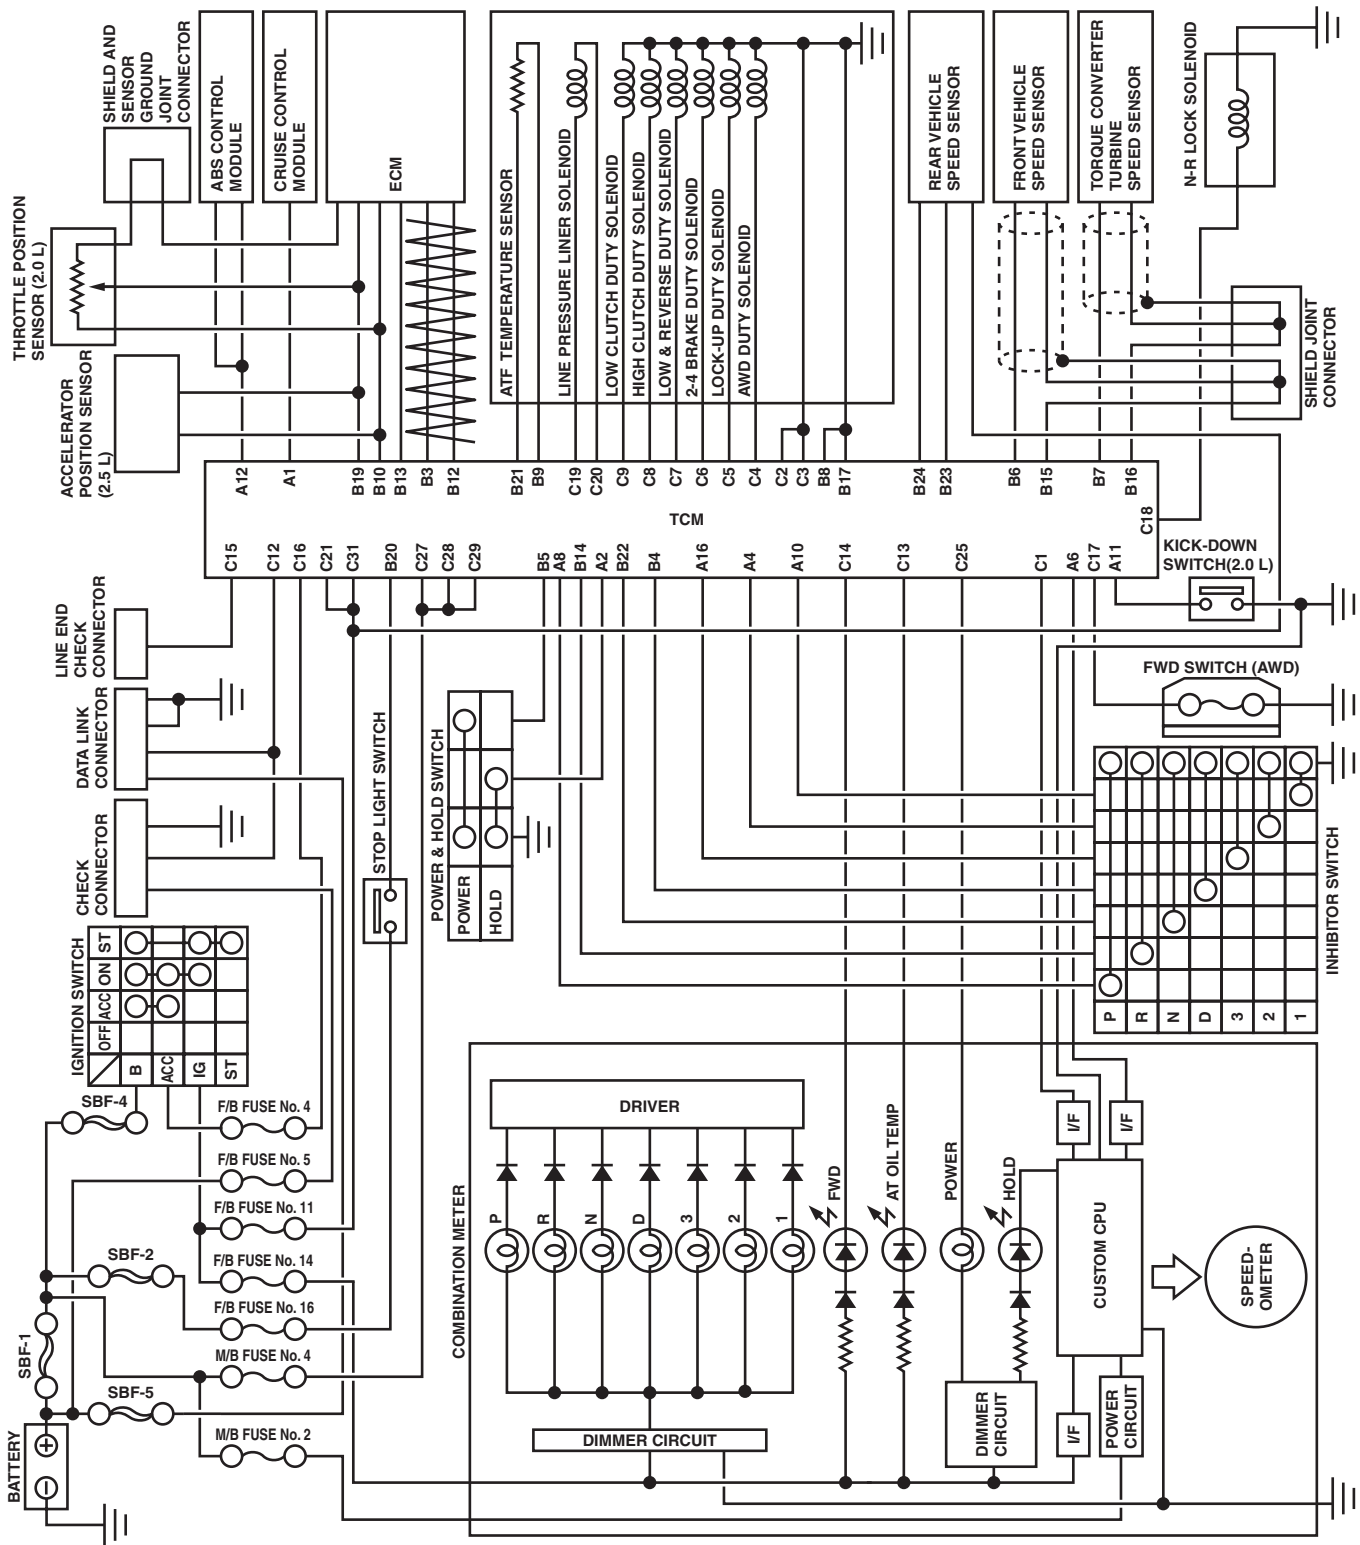 THROTTLE POSITION
SENSOR (2.0 L)
SHIELD AND
SENSOR
GROUND
JOINT
CONNECTOR
ABS CONTROL
MODULE
CRUISE CONTROL
MODULE
ECM
ACCELERATOR
POSITION SENSOR
(2.5 L)
ATF TEMPERATURE SENSOR
LINE PRESSURE LINER SOLENOID
LOW CLUTCH DUTY SOLENOID
HIGH CLUTCH DUTY SOLENOID
LOW & REVERSE DUTY SOLENOID
2-4 BRAKE DUTY SOLENOID
LOCK-UP DUTY SOLENOID
AWD DUTY SOLENOID
REAR VEHICLE
SPEED SENSOR
FRONT VEHICLE
SPEED SENSOR
TORQUE CONVERTER
TURBINE
SPEED SENSOR
N-R LOCK SOLENOID
SHIELD JOINT
CONNECTOR
A12
A1
B19
B10
B13
B3
B12
B21
B9
C19
C20
C9
C8
C7
C6
C5
C4
C2
C3
B8
B17
B24
B23
B6
B15
B7
B16
C18
TCM
C15
C12
C16
C21
C31
B20
C27
C28
C29
B5
A8
B14
A2
B22
B4
A16
A4
A10
C14
C13
C25
C1
A6
C17
A11
KICK-DOWN
SWITCH(2.0 L)
FWD SWITCH (AWD)
LINE END
CHECK
CONNECTOR
DATA LINK
CONNECTOR
CHECK
CONNECTOR
STOP LIGHT SWITCH
POWER & HOLD SWITCH
POWER
HOLD
IGNITION SWITCH
OFF
ACC
ON
ST
B
ACC
IG
ST
INHIBITOR SWITCH
P
R
N
D
3
2
1
SBF-4
F/B FUSE No. 4
F/B FUSE No. 5
F/B FUSE No. 11
SBF-2
F/B FUSE No. 14
F/B FUSE No. 16
SBF-1
M/B FUSE No. 4
SBF-5
M/B FUSE No. 2
BATTERY
COMBINATION METER
DRIVER
P
R
N
D
3
2
1
FWD
AT OIL TEMP
POWER
HOLD
I/F
I/F
CUSTOM CPU
SPEED-
OMETER
DIMMER CIRCUIT
DIMMER
CIRCUIT
I/F
POWER
CIRCUIT